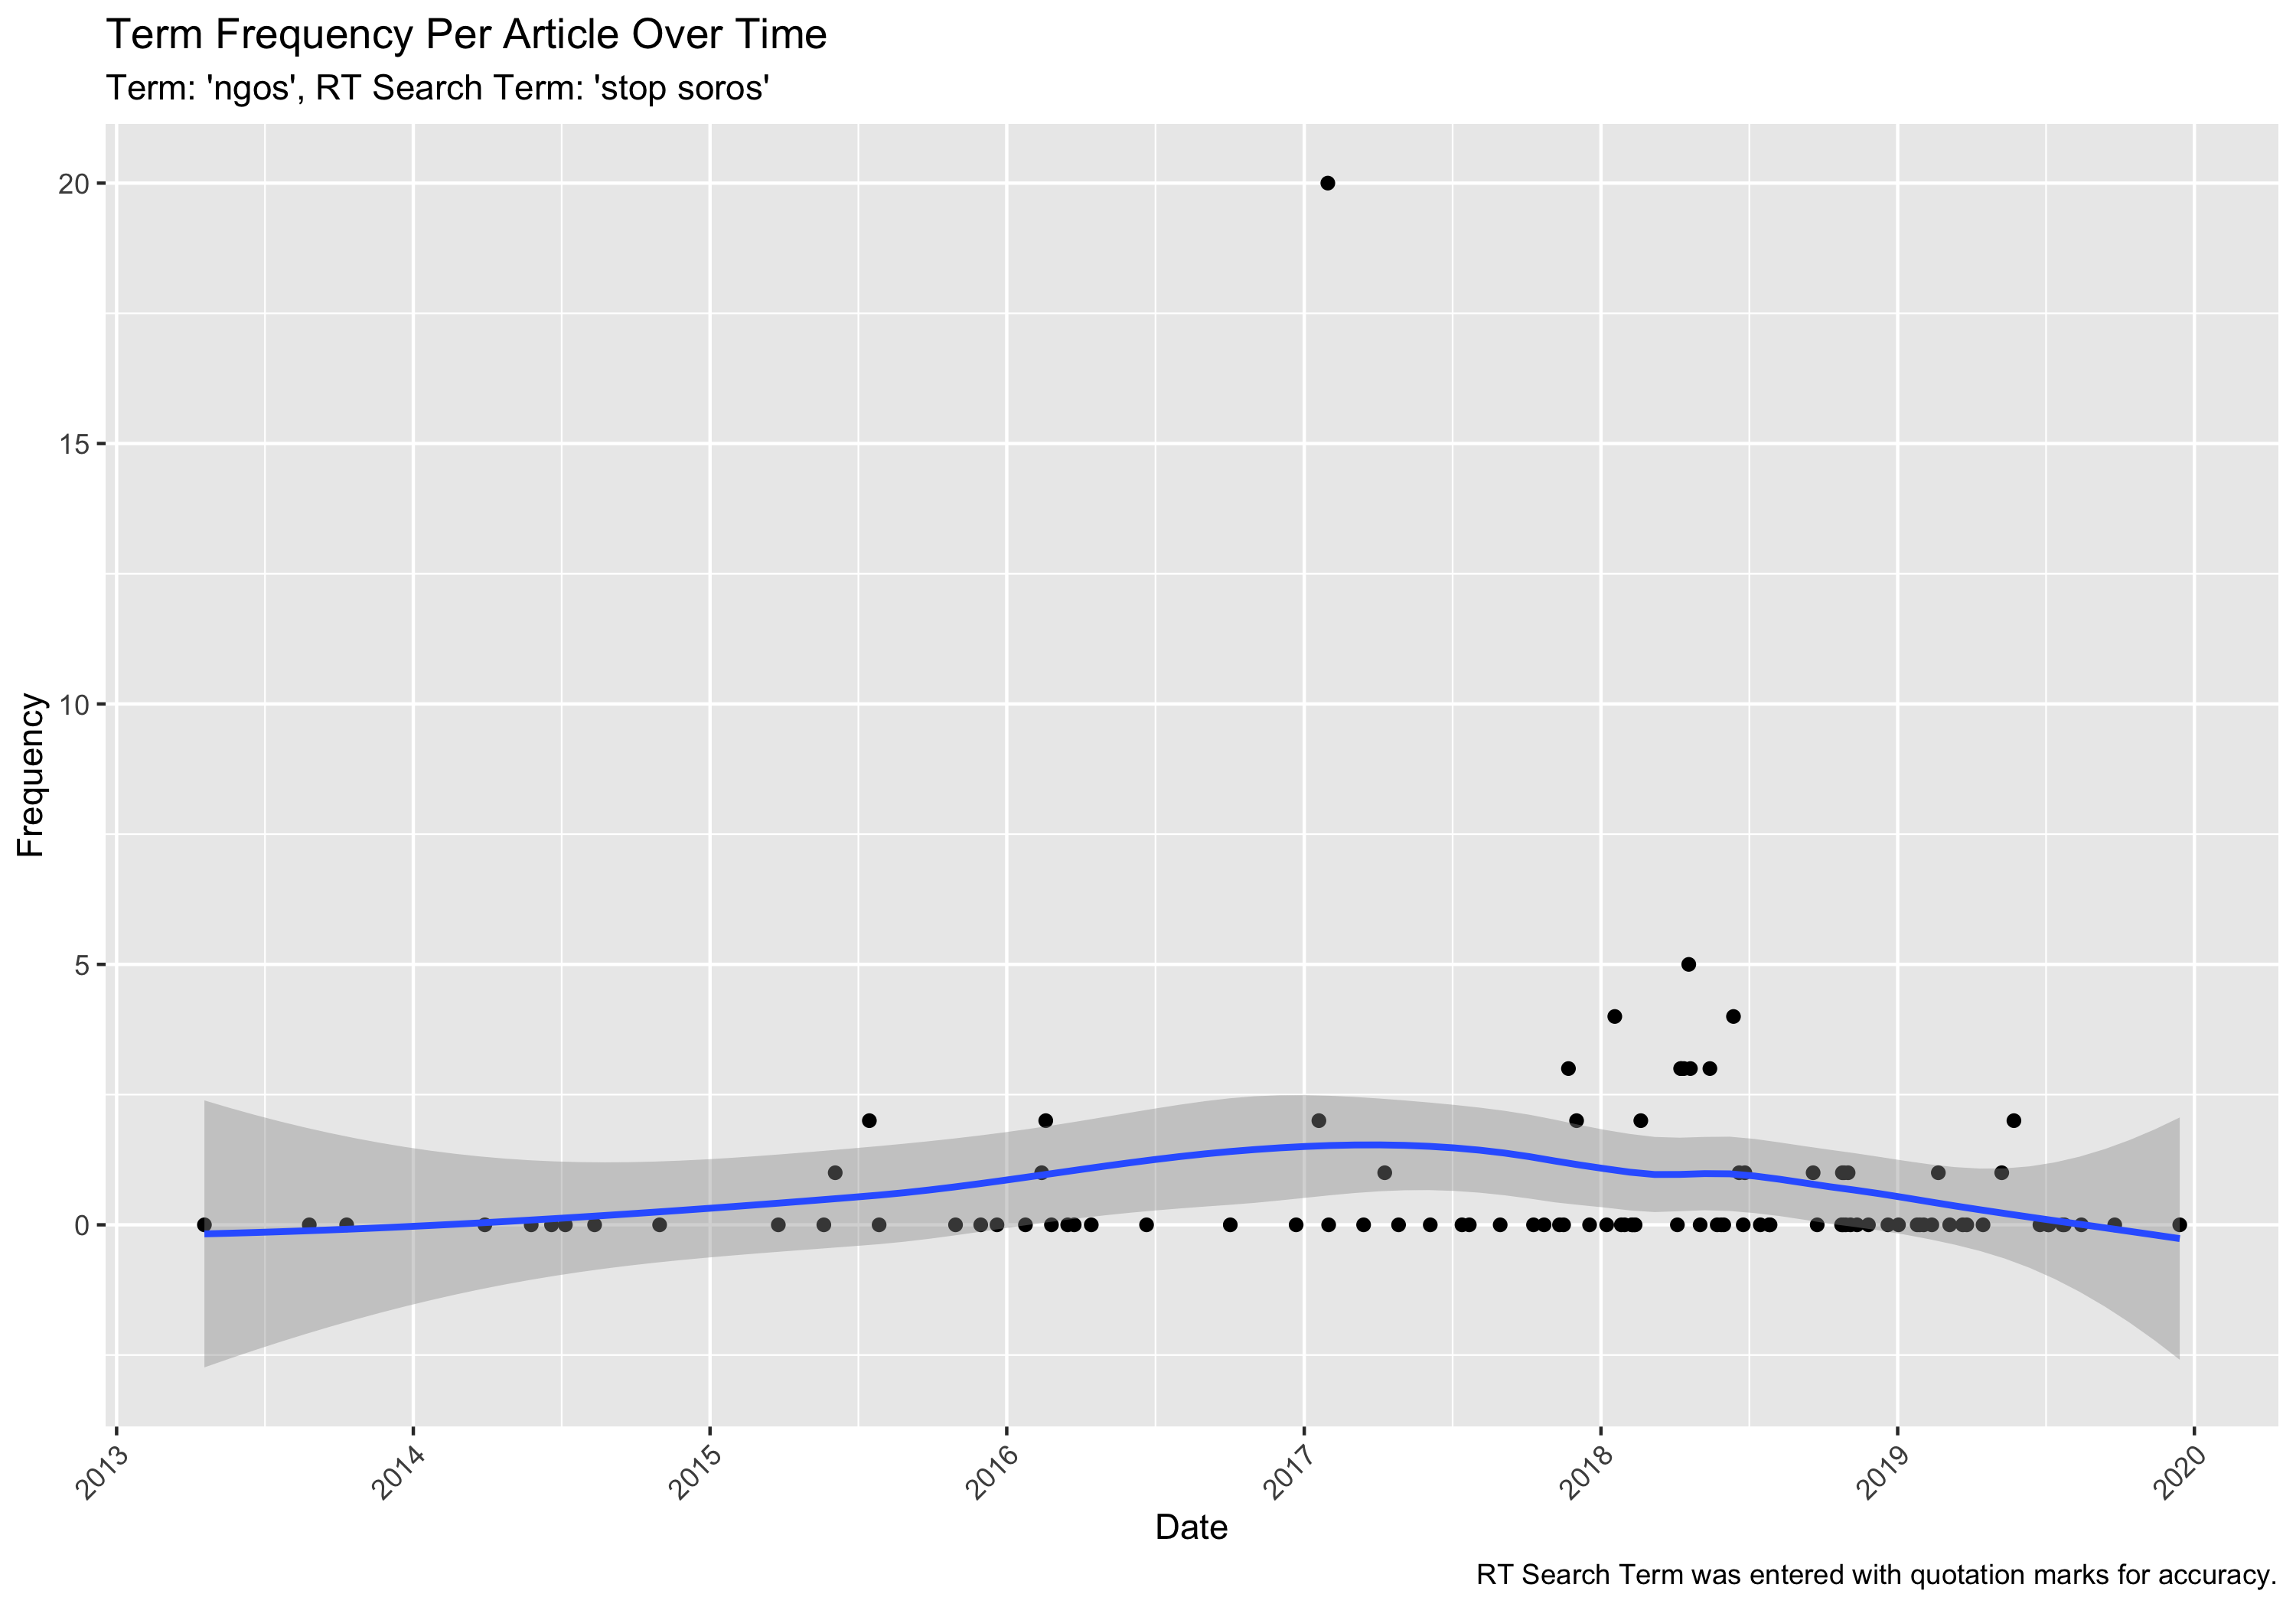 Term Frequency Per Article Over Time
Term: 'ngos', RT Search Term: 'stop soros'
Frequency
20
15
10
5
0
2013
2014
2015
2016
2017
2018
2019
2020
Date
RT Search Term was entered with quotation marks for accuracy.